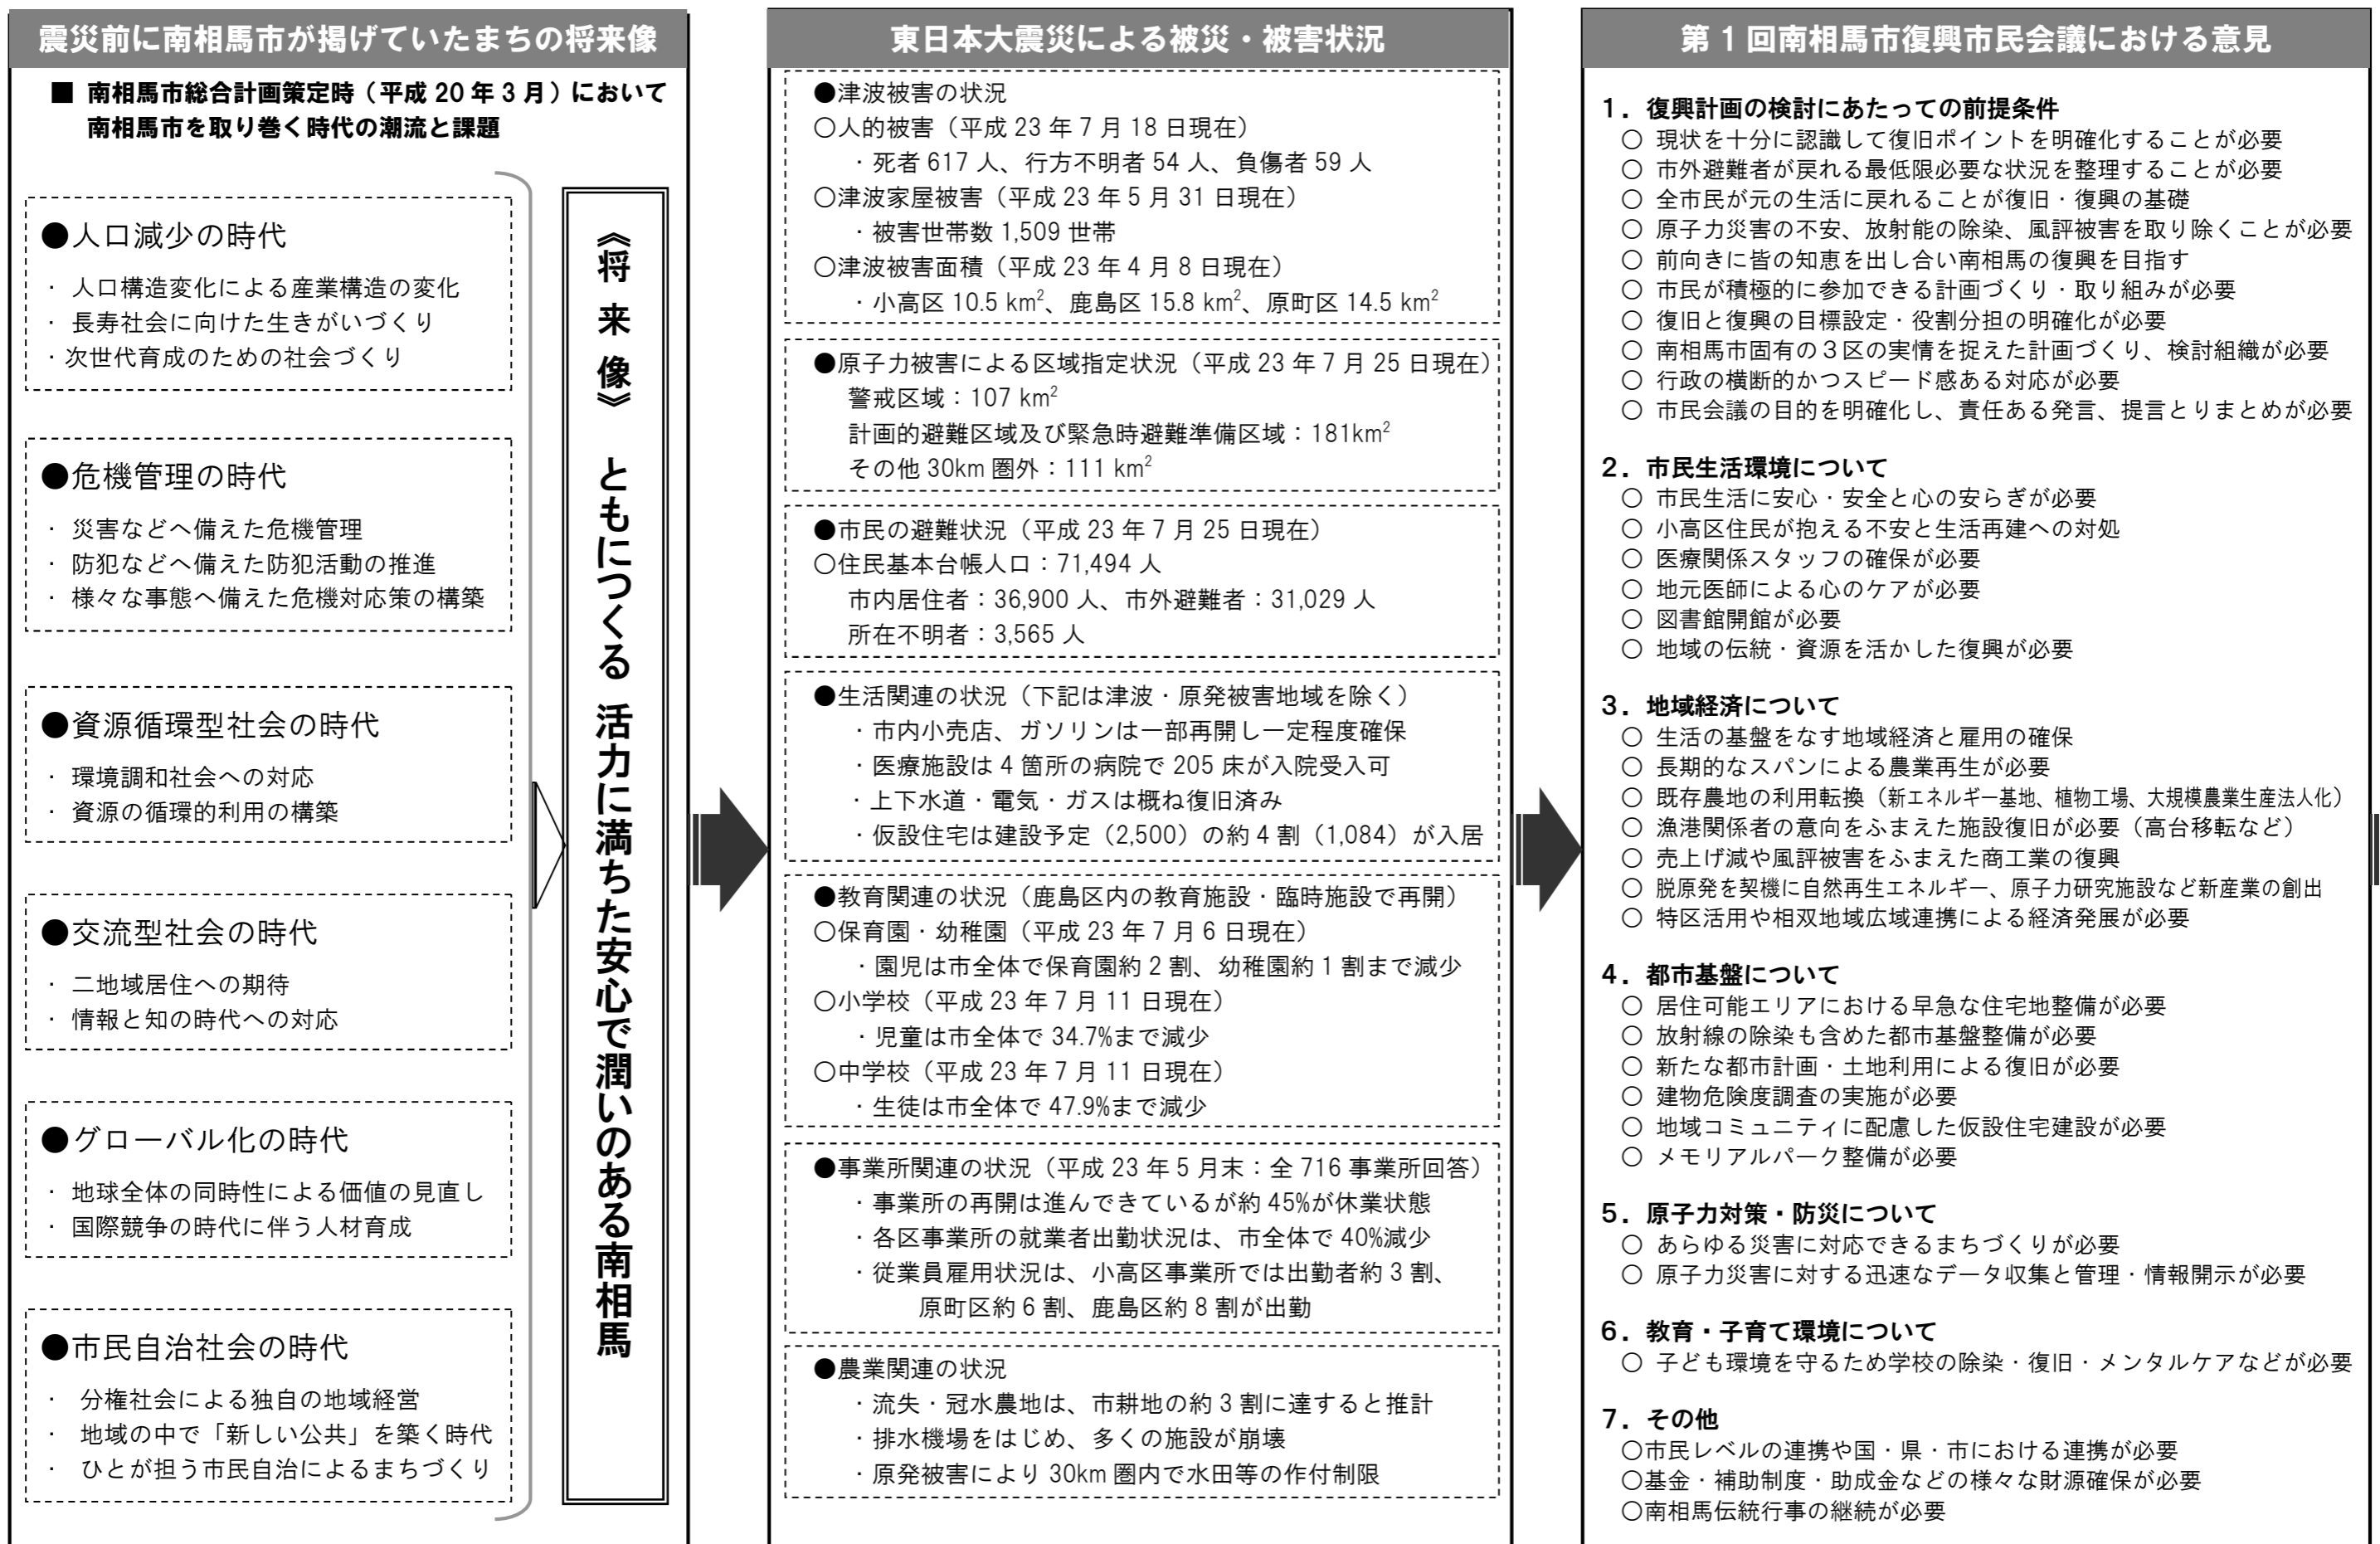 震災前に南相馬市が掲げていたまちの将来像
■ 南相馬市総合計画策定時（平成 20 年 3 月）において
南相馬市を取り巻く時代の潮流と課題
●人口減少の時代
・ 人口構造変化による産業構造の変化
・ 長寿社会に向けた生きがいづくり
・次世代育成のための社会づくり
●危機管理の時代
・ 災害などへ備えた危機管理
・ 防犯などへ備えた防犯活動の推進
・ 様々な事態へ備えた危機対応策の構築
●資源循環型社会の時代
・ 環境調和社会への対応
・ 資源の循環的利用の構築
●交流型社会の時代
・ 二地域居住への期待
・ 情報と知の時代への対応
●グローバル化の時代
・ 地球全体の同時性による価値の見直し
・ 国際競争の時代に伴う人材育成
●市民自治社会の時代
・ 分権社会による独自の地域経営
・ 地域の中で「新しい公共」を築く時代
・ ひとが担う市民自治によるまちづくり
《将来像》 ともにつくる 活力に満ちた安心で潤いのある南相馬
東日本大震災による被災・被害状況
●津波被害の状況
○人的被害（平成 23 年 7 月 18 日現在）
・死者 617 人、行方不明者 54 人、負傷者 59 人
○津波家屋被害（平成 23 年 5 月 31 日現在）
・被害世帯数 1,509 世帯
○津波被害面積（平成 23 年 4 月 8 日現在）
・小高区 10.5 km²、鹿島区 15.8 km²、原町区 14.5 km²
●原子力被害による区域指定状況（平成 23 年 7 月 25 日現在）
警戒区域：107 km²
計画的避難区域及び緊急時避難準備区域：181km²
その他 30km 圏外：111 km²
●市民の避難状況（平成 23 年 7 月 25 日現在）
○住民基本台帳人口：71,494 人
市内居住者：36,900 人、市外避難者：31,029 人
所在不明者：3,565 人
●生活関連の状況（下記は津波・原発被害地域を除く）
・市内小売店、ガソリンは一部再開し一定程度確保
・医療施設は 4 箇所の病院で 205 床が入院受入可
・上下水道・電気・ガスは概ね復旧済み
・仮設住宅は建設予定（2,500）の約 4 割（1,084）が入居
●教育関連の状況（鹿島区内の教育施設・臨時施設で再開）
○保育園・幼稚園（平成 23 年 7 月 6 日現在）
・園児は市全体で保育園約 2 割、幼稚園約 1 割まで減少
○小学校（平成 23 年 7 月 11 日現在）
・児童は市全体で 34.7%まで減少
○中学校（平成 23 年 7 月 11 日現在）
・生徒は市全体で 47.9%まで減少
●事業所関連の状況（平成 23 年 5 月末：全 716 事業所回答）
・事業所の再開は進んできているが約 45%が休業状態
・各区事業所の就業者出勤状況は、市全体で 40%減少
・従業員雇用状況は、小高区事業所では出勤者約 3 割、
原町区約 6 割、鹿島区約 8 割が出勤
●農業関連の状況
・流失・冠水農地は、市耕地の約 3 割に達すると推計
・排水機場をはじめ、多くの施設が崩壊
・原発被害により 30km 圏内で水田等の作付制限
第 1 回南相馬市復興市民会議における意見
1．復興計画の検討にあたっての前提条件
○ 現状を十分に認識して復旧ポイントを明確化することが必要
○ 市外避難者が戻れる最低限必要な状況を整理することが必要
○ 全市民が元の生活に戻れることが復旧・復興の基礎
○ 原子力災害の不安、放射能の除染、風評被害を取り除くことが必要
○ 前向きに皆の知恵を出し合い南相馬の復興を目指す
○ 市民が積極的に参加できる計画づくり・取り組みが必要
○ 復旧と復興の目標設定・役割分担の明確化が必要
○ 南相馬市固有の３区の実情を捉えた計画づくり、検討組織が必要
○ 行政の横断的かつスピード感ある対応が必要
○ 市民会議の目的を明確化し、責任ある発言、提言とりまとめが必要
2．市民生活環境について
○ 市民生活に安心・安全と心の安らぎが必要
○ 小高区住民が抱える不安と生活再建への対処
○ 医療関係スタッフの確保が必要
○ 地元医師による心のケアが必要
○ 図書館開館が必要
○ 地域の伝統・資源を活かした復興が必要
3．地域経済について
○ 生活の基盤をなす地域経済と雇用の確保
○ 長期的なスパンによる農業再生が必要
○ 既存農地の利用転換（新エネルギー基地、植物工場、大規模農業生産法人化）
○ 漁港関係者の意向をふまえた施設復旧が必要（高台移転など）
○ 売上げ減や風評被害をふまえた商工業の復興
○ 脱原発を契機に自然再生エネルギー、原子力研究施設など新産業の創出
○ 特区活用や相双地域広域連携による経済発展が必要
4．都市基盤について
○ 居住可能エリアにおける早急な住宅地整備が必要
○ 放射線の除染も含めた都市基盤整備が必要
○ 新たな都市計画・土地利用による復旧が必要
○ 建物危険度調査の実施が必要
○ 地域コミュニティに配慮した仮設住宅建設が必要
○ メモリアルパーク整備が必要
5．原子力対策・防災について
○ あらゆる災害に対応できるまちづくりが必要
○ 原子力災害に対する迅速なデータ収集と管理・情報開示が必要
6．教育・子育て環境について
○ 子ども環境を守るため学校の除染・復旧・メンタルケアなどが必要
7．その他
○市民レベルの連携や国・県・市における連携が必要
○基金・補助制度・助成金などの様々な財源確保が必要
○南相馬伝統行事の継続が必要